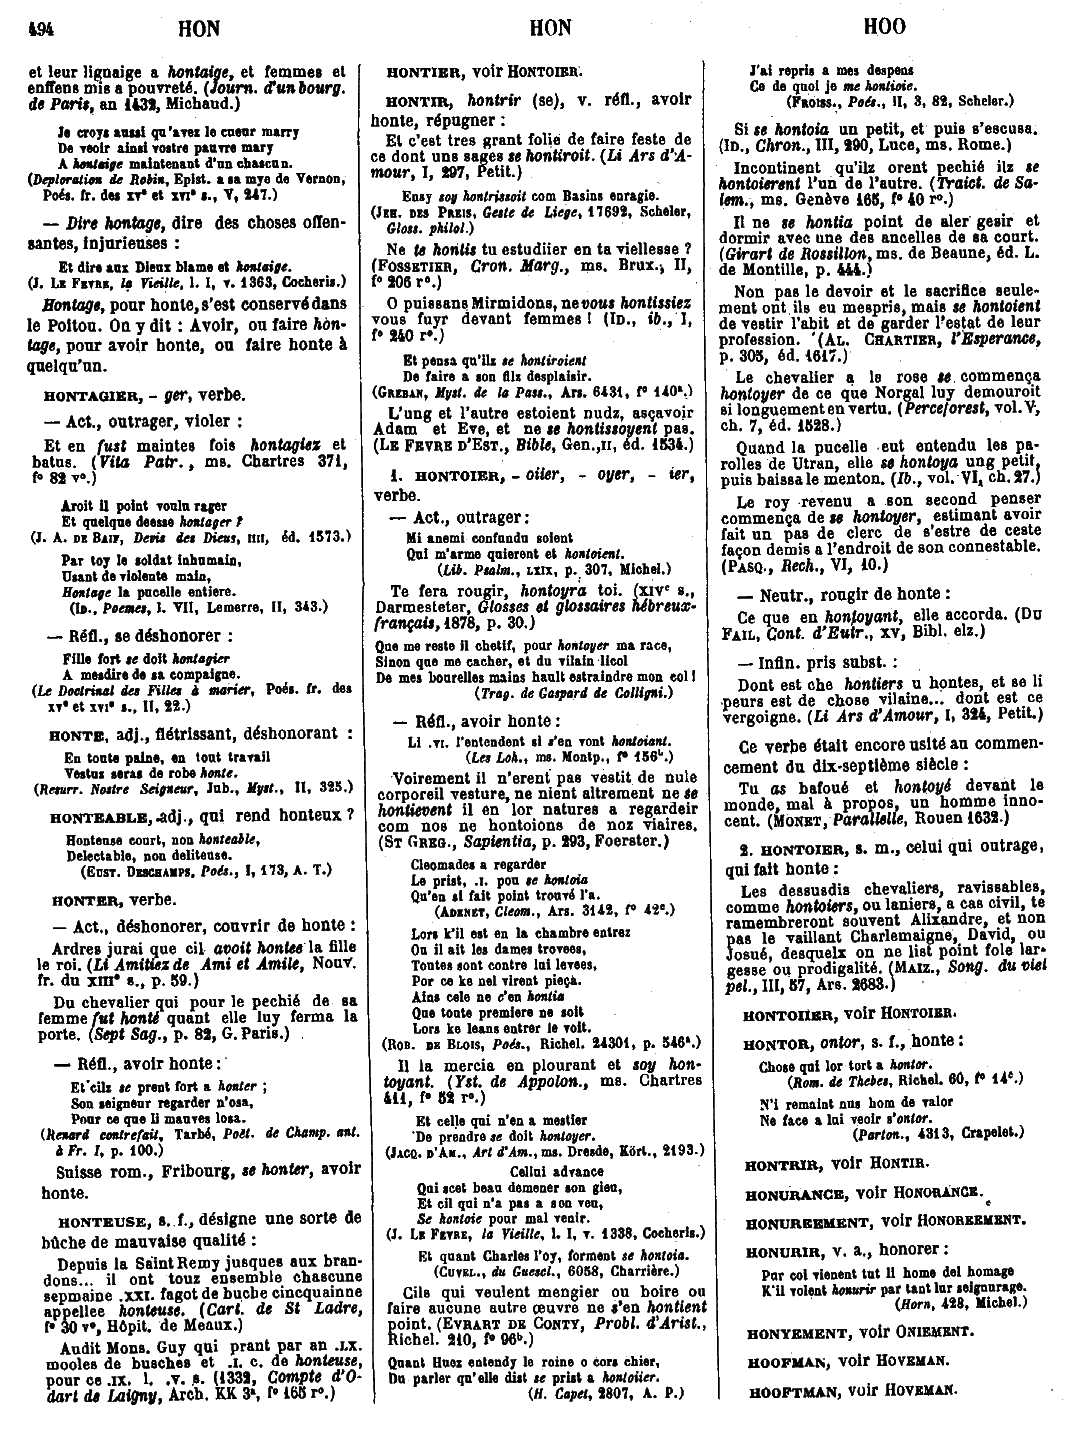 494 HON HON HOO
et leur lignaige a hontaige, et femmes et
enffens mis a pouvreté. (Journ. d'un bourg.
de Paris, an 1432, Michaud.)
Je croys aussi qu'avez le cueur marry
De veoir ainsi vostre pauvre mary
A hontaige maintenant d'un chascun.
(Deploration de Robin, Epist. a sa mye de Vernon,
Poés. fr. des XVe et XVIe s., V, 247.)
— Dire hontage, dire des choses offen-
santes, injurieuses :
Et dire aux Dieux blame et hontaige.
(J. LE FEVRE, la Vieille, l. I, v. 1363, Cocheris.)
Hontage, pour honte, s'est conservé dans
le Poitou. On y dit : Avoir, ou faire hon-
tage, pour avoir honte, ou faire honte à
quelqu'un.
HONTAGIER, - ger, verbe.
— Act., outrager, violer :
Et en fust maintes fois hontagiez et
batus. (Vita Patr., ms. Chartres 371,
f° 82 v°.)
Aroit il point voulu rager
Et quelque deesse hontager ?
(J. A. DE BAIF, Devis des Dieus, IIII, éd. 1573.)
Par toy le soldat inhumain,
Usant de violente main,
Hontage la pucelle entiere.
(ID., Poemes, l. VII, Lemerre, II, 343.)
— Réfl., se déshonorer :
Fille fort se doit hontagier
A mesdire de sa compaigne.
(Le Doctrinal des Filles à marier, Poés. fr. des
XVe et XVIe s., II, 22.)
HONTE, adj., flétrissant, déshonorant :
En toute paine, en tout travail
Vestus seras de robe honte.
(Resurr. Nostre Seigneur, Jub., Myst., II, 325.)
HONTEABLE, adj., qui rend honteux ?
Honteuse court, non honteable,
Delectable, non deliteuse.
(EUST. DESCHAMPS, Poés., I, 173, A. T.)
HONTER, verbe.
— Act., déshonorer, couvrir de honte :
Ardres jurai que cil avoit hontee la fille
le roi. (Li Amitiez de Ami et Amile, Nouv.
fr. du XIIIe s., p. 59.)
Du chevalier qui pour le pechié de sa
femme fut honté quant elle luy ferma la
porte. (Sept Sag., p. 82, G. Paris.)
— Réfl., avoir honte :
Et cils se prent fort a honter ;
Son seigneur regarder n'osa,
Pour ce que li mauves losa.
(Renard contrefait, Tarbé, Poët. de Champ. ant.
à Fr. I, p. 100.)
Suisse rom., Fribourg, se honter, avoir
honte.
HONTEUSE, s. f., désigne une sorte de
bûche de mauvaise qualité :
Depuis la Saint Remy jusques aux bran-
dons... il ont touz ensemble chascune
sepmaine .XXI. fagot de buche cincquainne
appellee honteuse. (Cart. de St Ladre,
f° 30 v°, Hôpit. de Meaux.)
Audit Mons. Guy qui prant par an .LX.
mooles de busches et .I. c. de honteuse,
pour ce .IX. l. .V. s. (1332, Compte d'O-
dart de Laigny, Arch. KK 3a, f° 165 r°.)
HONTIER, voir HONTOIER.
HONTIR, hontrir (se), v. réfl., avoir
honte, répugner :
Et c'est tres grant folie de faire feste de
ce dont uns sages se hontiroit. (Li Ars d'A-
mour, I, 297, Petit.)
Ensy soy hontrissoit com Basins enragie.
(JEH. DES PREIS, Geste de Liege, 17692, Scheler,
Gloss. philol.)
Ne te hontis tu estudiier en ta viellesse ?
(FOSSETIER, Cron. Marg., ms. Brux., II,
f° 206 r°.)
O puissans Mirmidons, ne vous hontissiez
vous fuyr devant femmes ! (ID., ib., I,
f° 240 r°.)
Et pensa qu'ilz se hontiroient
De faire a son filz desplaisir.
(GREBAN, Myst. de la Pass., Ars. 6431, f° 140a.)
L'ung et l'autre estoient nudz, asçavoir
Adam et Eve, et ne se hontissoyent pas.
(LE FEVRE D'EST., Bible, Gen., II, éd. 1534.)
1. HONTOIER, - oiier, - oyer, - ier,
verbe.
— Act., outrager :
Mi anemi confundu soient
Qui m'arme quierent et hontoient.
(Lib. Psalm., LXIX, p. 307, Michel.)
Te fera rougir, hontoyra toi. (XIVe s.,
Darmesteter, Glosses et glossaires hébreux-
français, 1878, p. 30.)
Que me reste il chetif, pour hontoyer ma race,
Sinon que me cacher, et du vilain licol
De mes bourelles mains hault estraindre mon col !
(Trag. de Gaspard de Colligni.)
— Réfl., avoir honte :
Li .VI. l'entendent si s'en vont hontoiant.
(Les Loh., ms. Montp., f° 156b.)
Voirement il n'erent pas vestit de nule
corporeil vesture, ne nient altrement ne se
hontievent il en lor natures a regardeir
com nos ne hontoions de noz viaires.
(ST GREG., Sapientia, p. 293, Foerster.)
Cleomades a regarder
Le prist, .I. pou se hontoia
Qu'en si fait point trouvé l'a.
(ADENET, Cleom., Ars. 3142, f° 42c.)
Lors k'il est en la chambre entrez
Ou il ait les dames trovees,
Toutes sont contre lui levees,
Por ce ke nel virent pieça.
Ains cele ne s'en hontia
Que toute premiere ne soit
Lors ke leans entrer le voit.
(ROB. DE BLOIS, Poés., Richel. 24301, p. 546a.)
Il la mercia en plourant et soy hon-
toyant. (Yst. de Appolon., ms. Chartres
411, f° 52 r°.)
Et celle qui n'en a mestier
De prendre se doit hontoyer.
(JACQ. D'AM., Art d'Am., ms. Dresde, Kört., 2193.)
Cellui advance
Qui scet beau demener son gieu,
Et cil qui n'a pas a son veu,
Se hontoie pour mal venir.
(J. LE FEVRE, la Vieille, l. I, v. 1338, Cocheris.)
Et quant Charles l'oy, forment se hontoia.
(CUVEL., du Guescl., 6058, Charrière.)
Cils qui veulent mengier ou boire ou
faire aucune autre œuvre ne s'en hontient
point. (EVRART DE CONTY, Probl. d'Arist.,
Richel. 210, f° 96b.)
Quant Huez entendy le roine o cors chier,
Du parler qu'elle dist se prist a hontoiier.
(H. Capet, 2807, A. P.)
J'ai repris a mes despens
Ce de quoi je me hontioie.
(FROISS., Poés., II, 3, 82, Scheler.)
Si se hontoia un petit, et puis s'escusa.
(ID., Chron., III, 290, Luce, ms. Rome.)
Incontinent qu'ilz orent pechié ilz se
hontoierent l'un de l'autre. (Traict. de Sa-
lem., ms. Genève 165, f° 40 r°.)
Il ne se hontia point de aler gesir et
dormir avec une des ancelles de sa court.
(Girart de Rossillon, ms. de Beaune, éd. L.
de Montille, p. 444.)
Non pas le devoir et le sacrifice seule-
ment ont ils eu mespris, mais se hontoient
de vestir l'abit et de garder l'estat de leur
profession. (AL. CHARTIER, l'Esperance,
p. 305, éd. 1617.)
Le chevalier a la rose se commença
hontoyer de ce que Norgal luy demouroit
si longuement en vertu. (Perceforest, vol. V,
ch. 7, éd. 1528.)
Quand la pucelle eut entendu les pa-
rolles de Utran, elle se hontoya ung petit,
puis baissa le menton. (Ib., vol. VI, ch. 27.)
Le roy revenu a son second penser
commença de se hontoyer, estimant avoir
fait un pas de clerc de s'estre de ceste
façon demis a l'endroit de son connestable.
(PASQ., Rech., VI, 10.)
— Neutr., rougir de honte :
Ce que en hontoyant, elle accorda. (DU
FAIL, Cont. d'Eutr., XV, Bibl. elz.)
— Infin. pris subst. :
Dont est che hontiers u hontes, et se li
peurs est de chose vilaine... dont est ce
vergoigne. (Li Ars d'Amour, I, 324, Petit.)
Ce verbe était encore usité au commen-
cement du dix-septième siècle :
Tu as bafoué et hontoyé devant le
monde, mal à propos, un homme inno-
cent. (MONET, Parallelle, Rouen 1632.)
2. HONTOIER, s. m., celui qui outrage,
qui fait honte :
Les dessusdis chevaliers, ravissables,
comme hontoiers, ou laniers, a cas civil, te
ramembreront souvent Alixandre, et non
pas le vaillant Charlemaigne, David, ou
Josué, desquelx on ne list point fole lar-
gesse ou prodigalité. (MAIZ., Song. du viel
pel., III, 57, Ars. 2683.)
HONTOIIER, voir HONTOIER.
HONTOR, ontor, s. f., honte :
Chose qui lor tort a hontor.
(Rom. de Thebes, Richel. 60, f° 14c.)
N'i remaint nus hom de valor
Ne face a lui veoir s'ontor.
(Parton., 4313, Crapelet.)
HONTRIR, voir HONTIR.
HONURANCE, voir HONORANCE.
HONUREEMENT, voir HONOREEMENT.
HONURIR, v. a., honorer :
Par col vienent tut li home del homage
K'il voient honurir par tant lur seignurage.
(Horn, 428, Michel.)
HONYEMENT, voir ONIEMENT.
HOOFMAN, voir HOVEMAN.
HOOFTMAN, voir HOVEMAN.